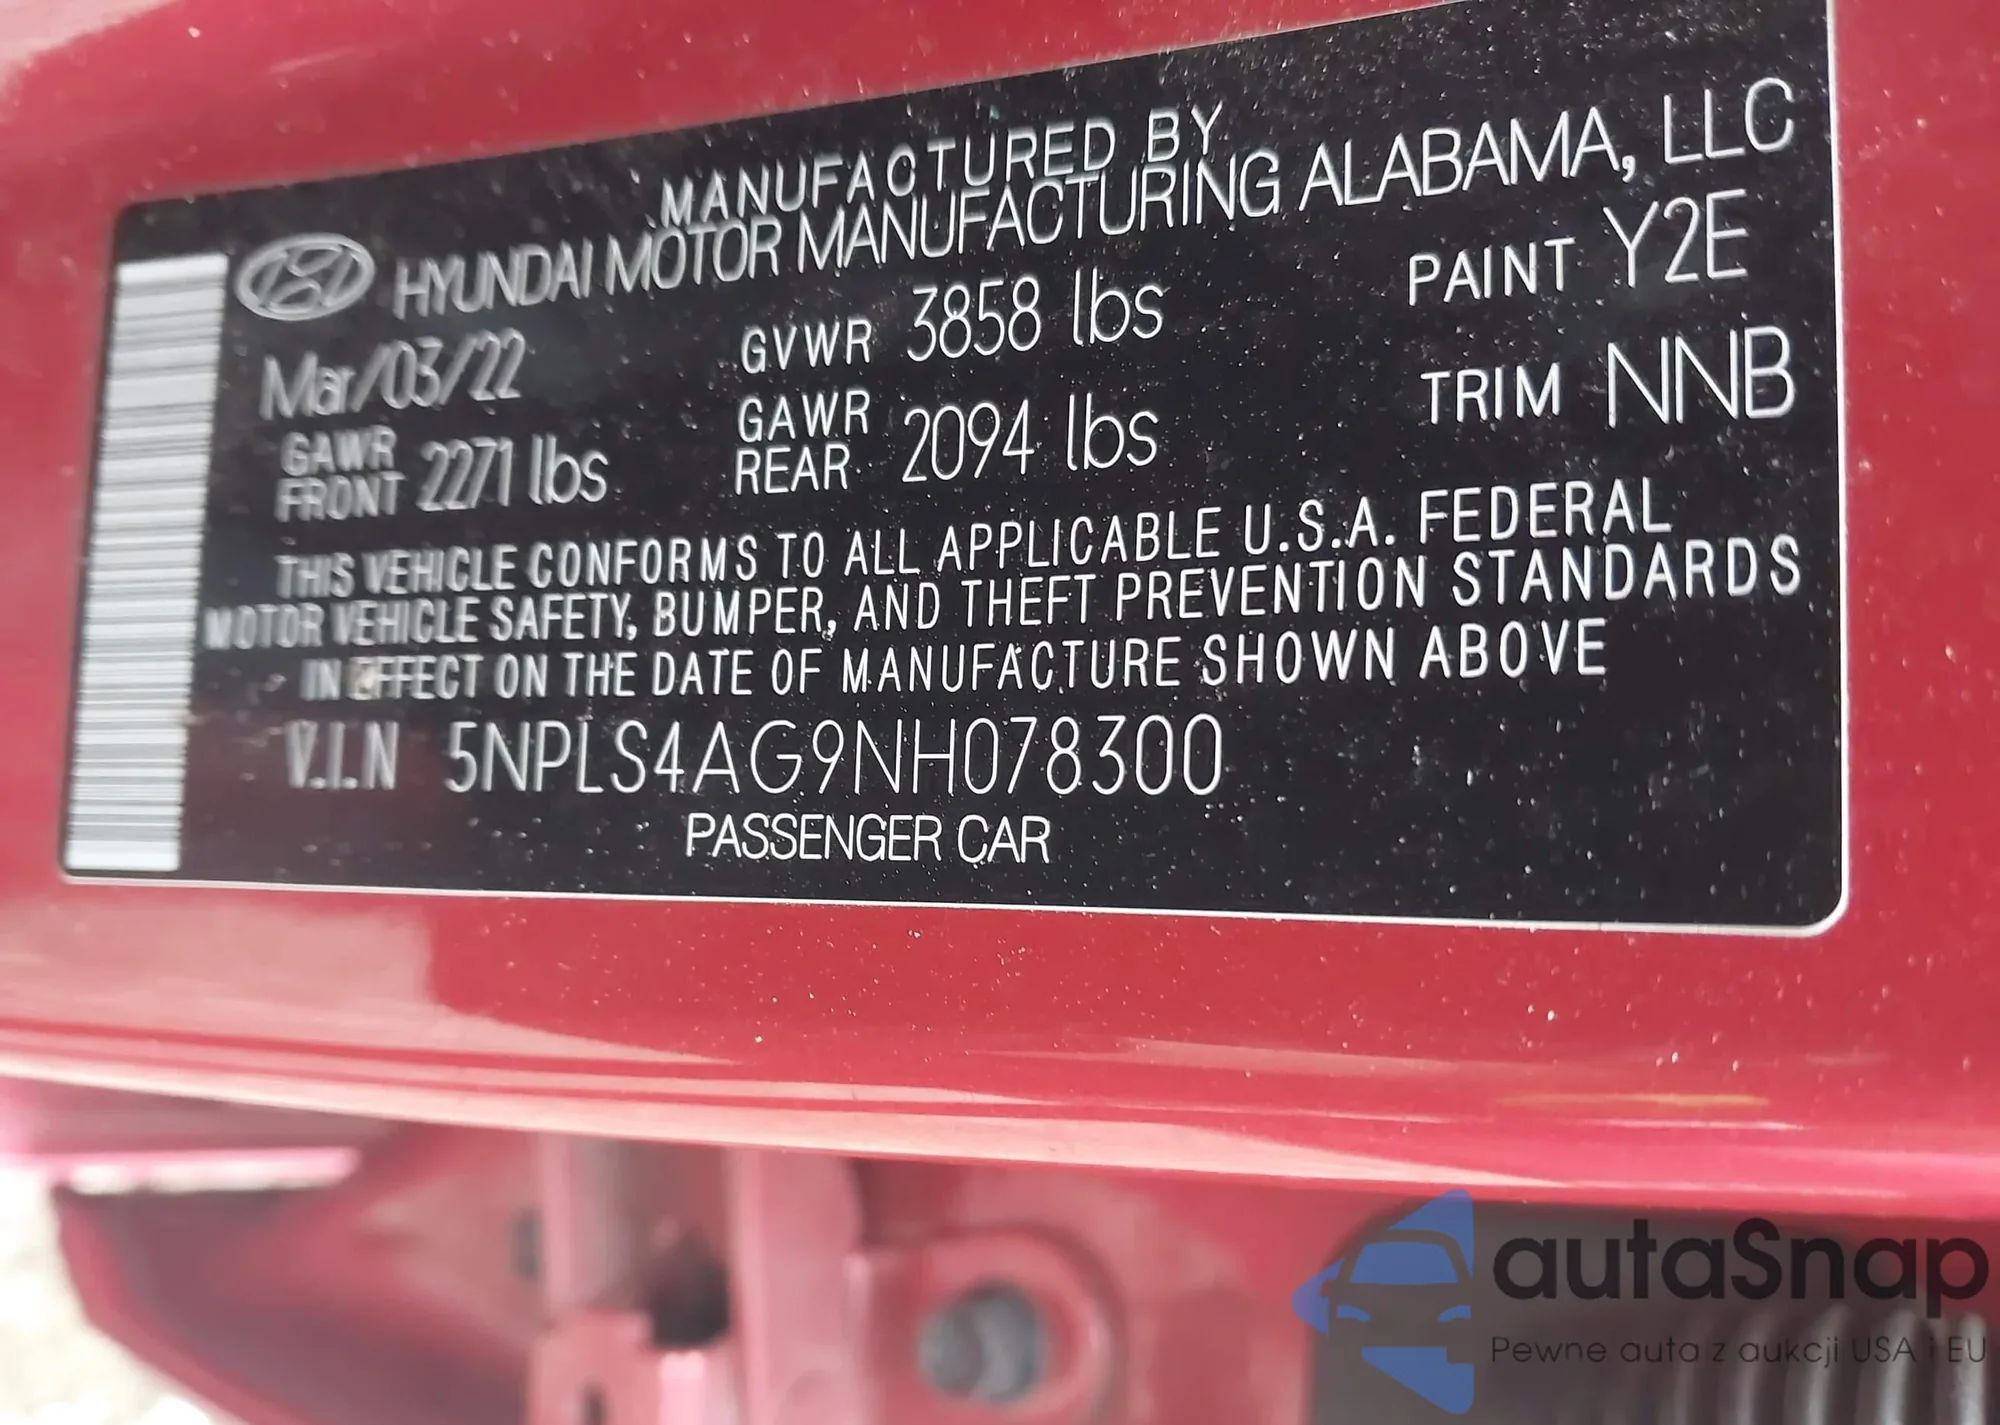 MANUFACTURED BY
HYUNDAI MOTOR MANUFACTURING ALABAMA, LLC
Mar/03/22 GVWR 3858 lbs PAINT Y2E
GAWR FRONT 2271 lbs GAWR REAR 2094 lbs TRIM NNB
THIS VEHICLE CONFORMS TO ALL APPLICABLE U.S.A. FEDERAL
MOTOR VEHICLE SAFETY, BUMPER, AND THEFT PREVENTION STANDARDS
IN EFFECT ON THE DATE OF MANUFACTURE SHOWN ABOVE
V.I.N 5NPLS4AG9NH078300
PASSENGER CAR
autaSnap
Pewne auta z aukcji USA i EU